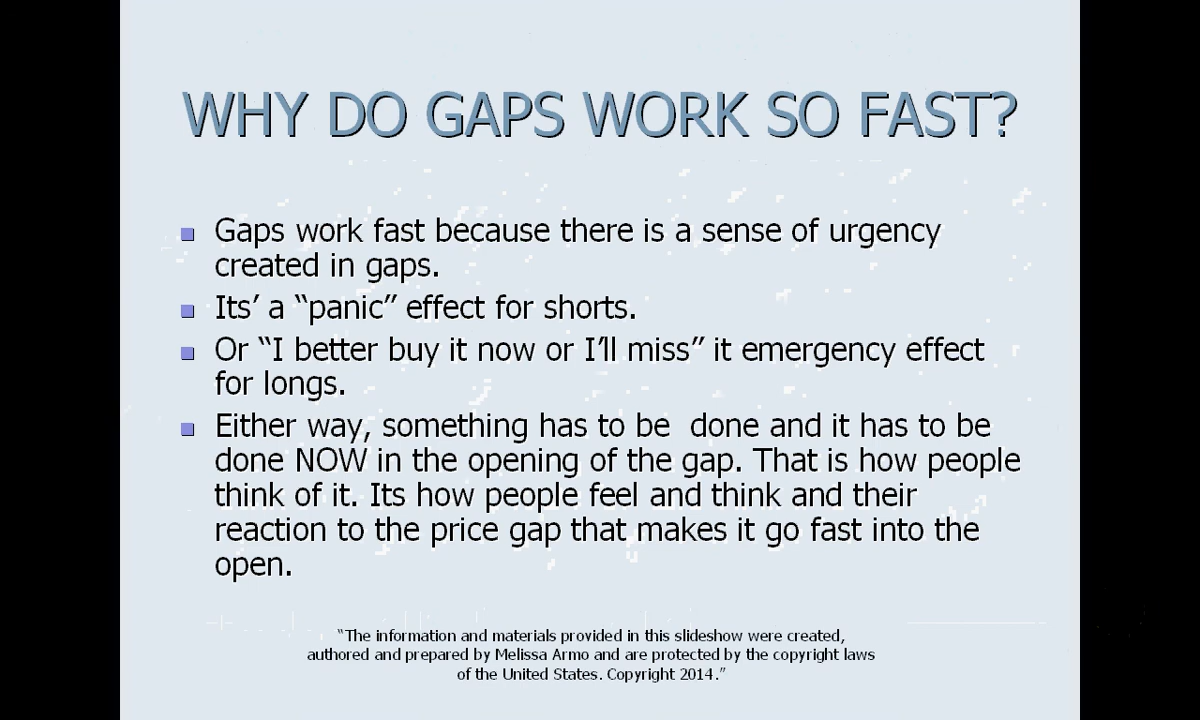 WHY DO GAPS WORK SO FAST?
Gaps work fast because there is a sense of urgency
created in gaps.
Its’ a “panic” effect for shorts.
Or “I better buy it now or I’ll miss” it emergency effect
for longs.
Either way, something has to be  done and it has to be
done NOW in the opening of the gap. That is how people
think of it. Its how people feel and think and their
reaction to the price gap that makes it go fast into the
open.
“The information and materials provided in this slideshow were created,
authored and prepared by Melissa Armo and are protected by the copyright laws
of the United States. Copyright 2014.”